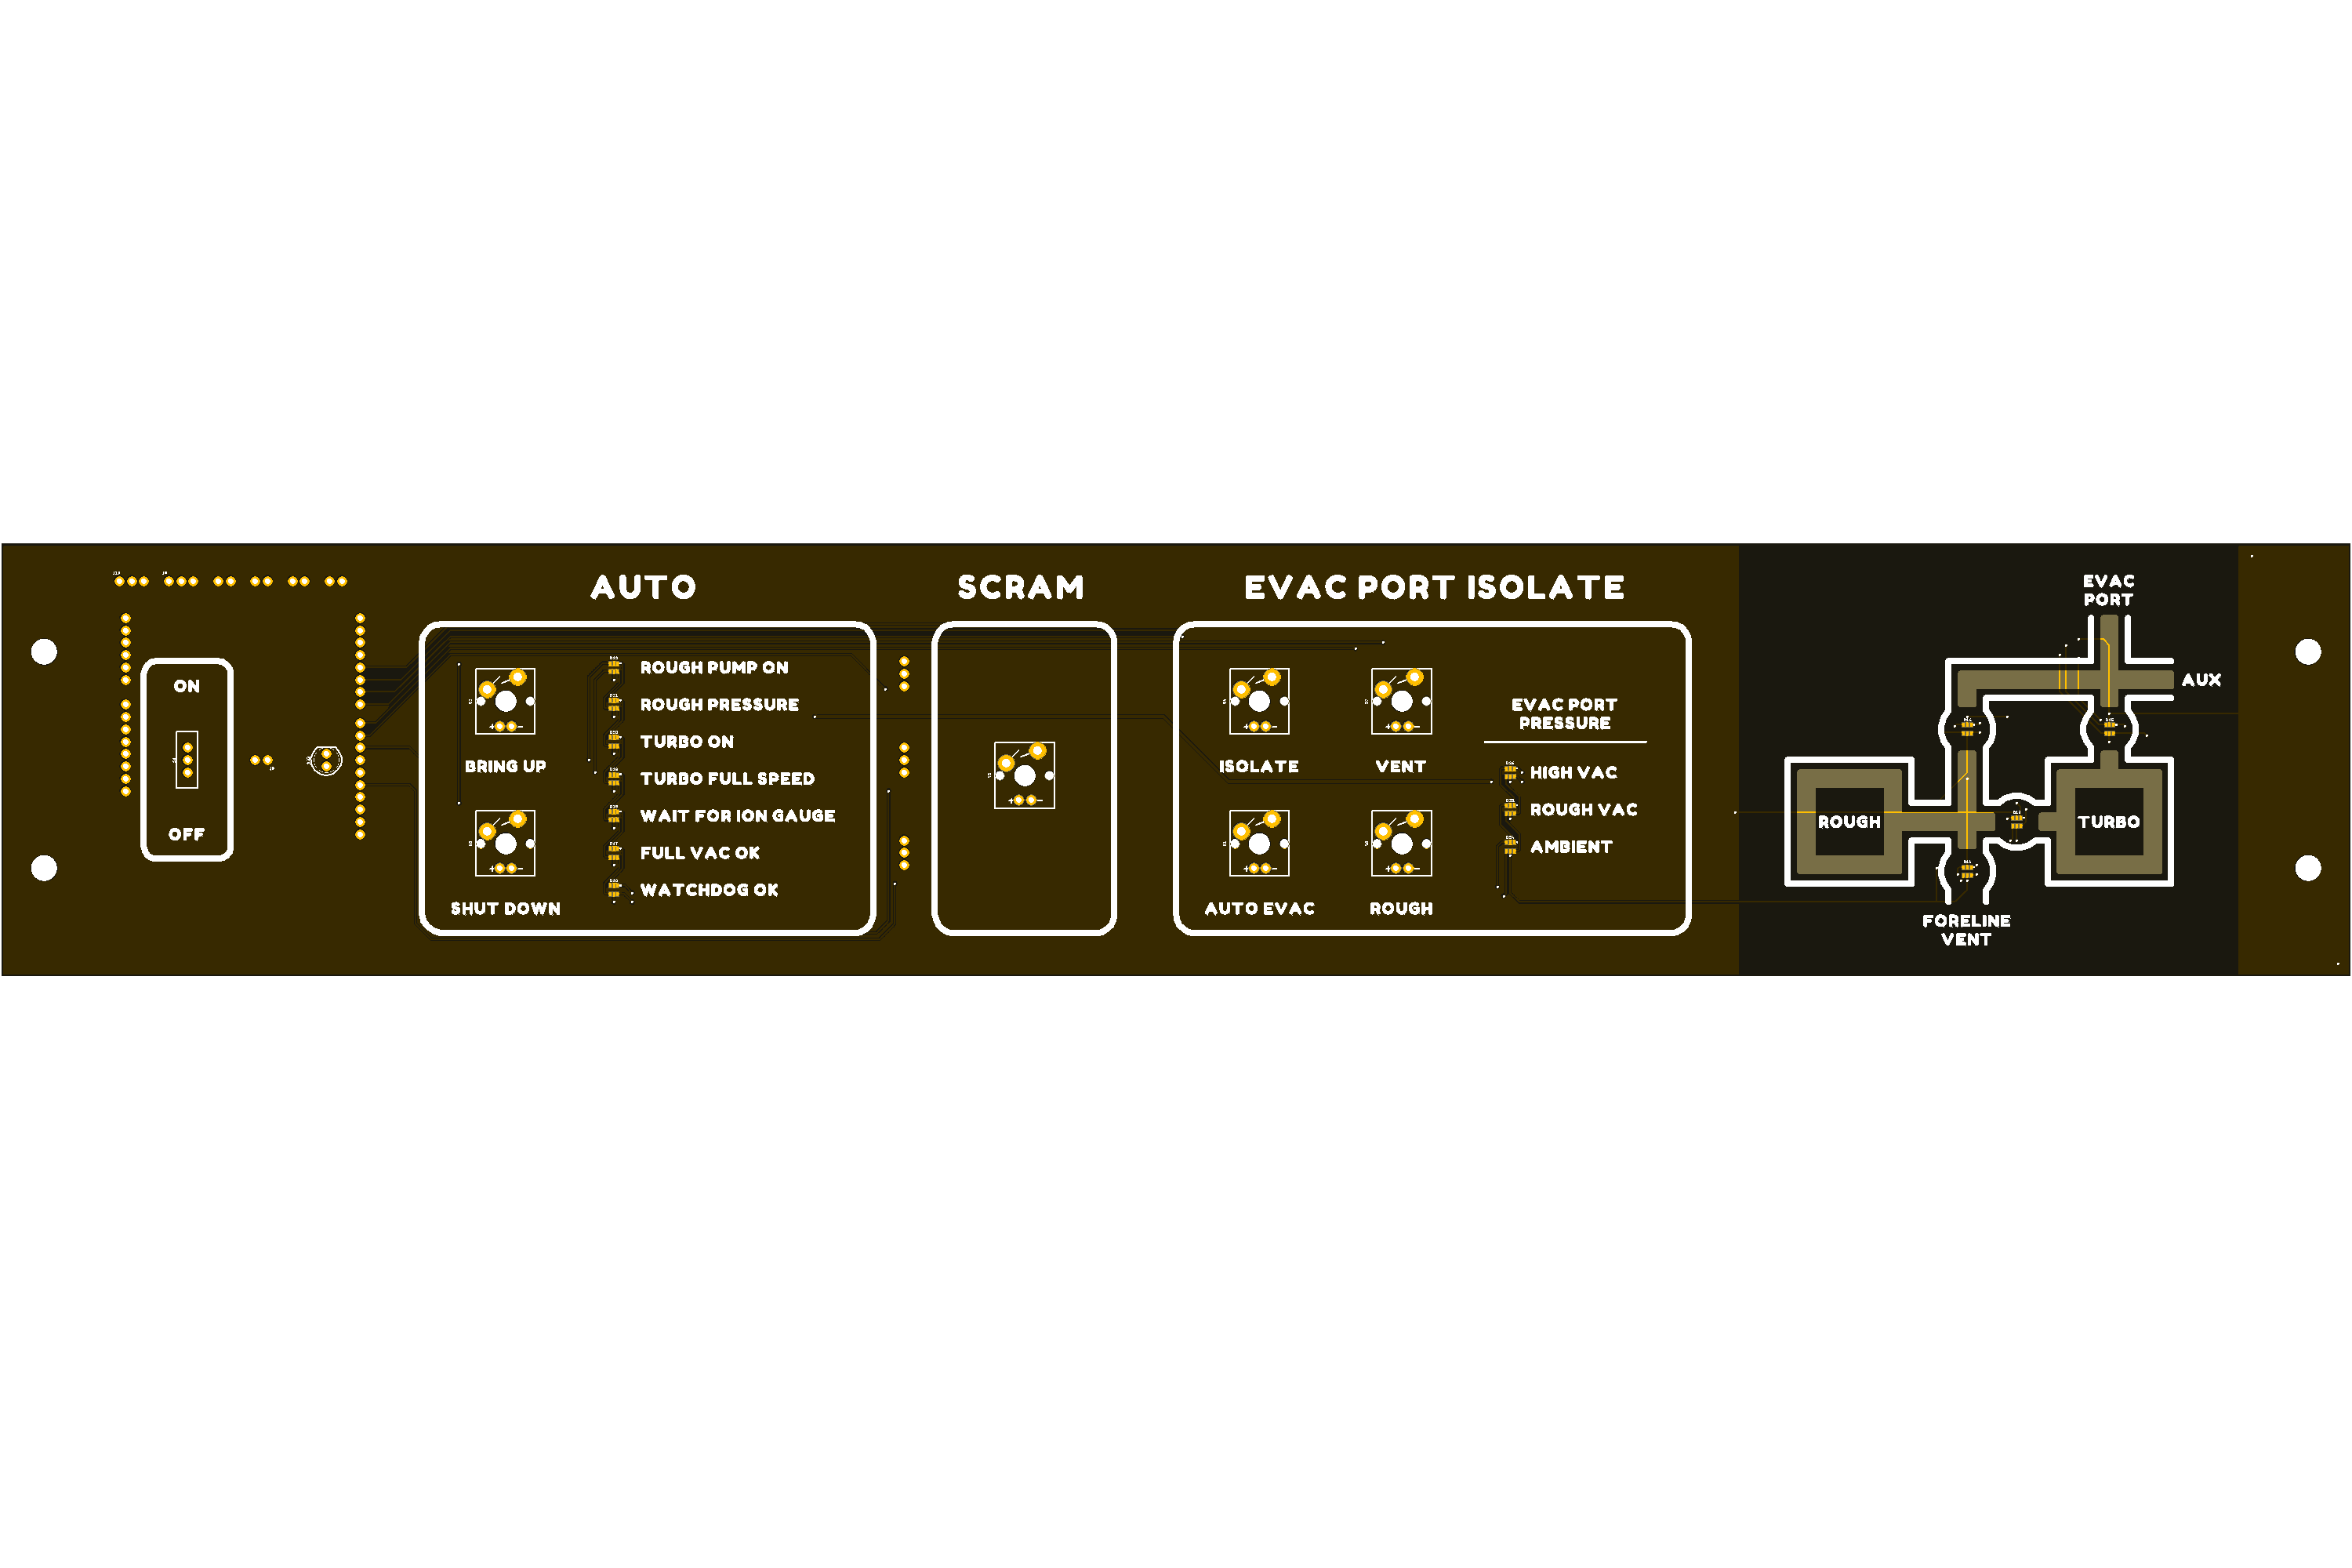 AUTO
SCRAM
EVAC PORT ISOLATE
ON
OFF
BRING UP
SHUT DOWN
ROUGH PUMP ON
ROUGH PRESSURE
TURBO ON
TURBO FULL SPEED
WAIT FOR ION GAUGE
FULL VAC OK
WATCHDOG OK
ISOLATE
VENT
AUTO EVAC
ROUGH
EVAC PORT
PRESSURE
HIGH VAC
ROUGH VAC
AMBIENT
EVAC
PORT
AUX
ROUGH
TURBO
FORELINE
VENT